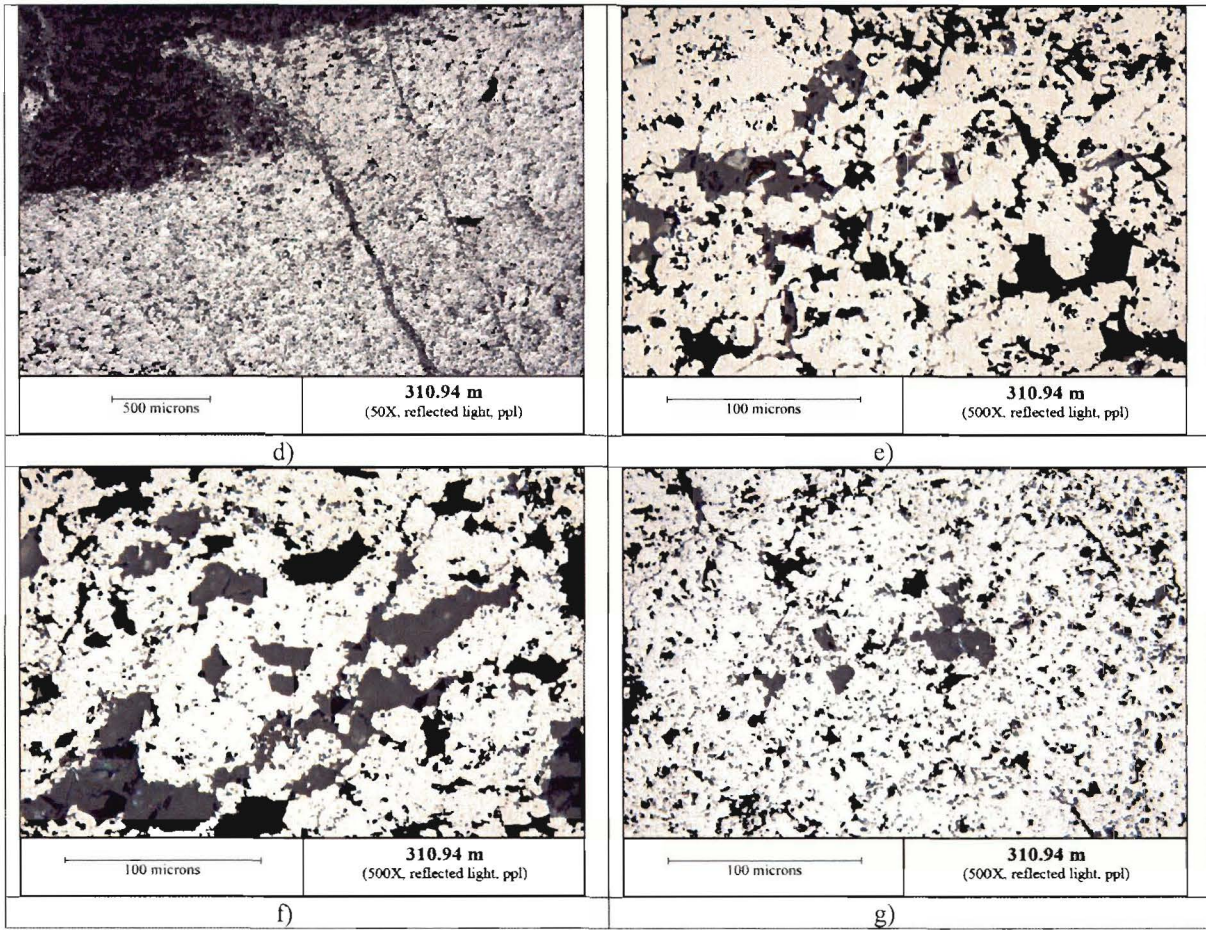 500 microns
310.94 m
(50X, reflected light, ppl)
100 microns
310.94 m
(500X, reflected light, ppl)
d)
e)
100 microns
310.94 m
(500X, reflected light, ppl)
100 microns
310.94 m
(500X, reflected light, ppl)
f)
g)